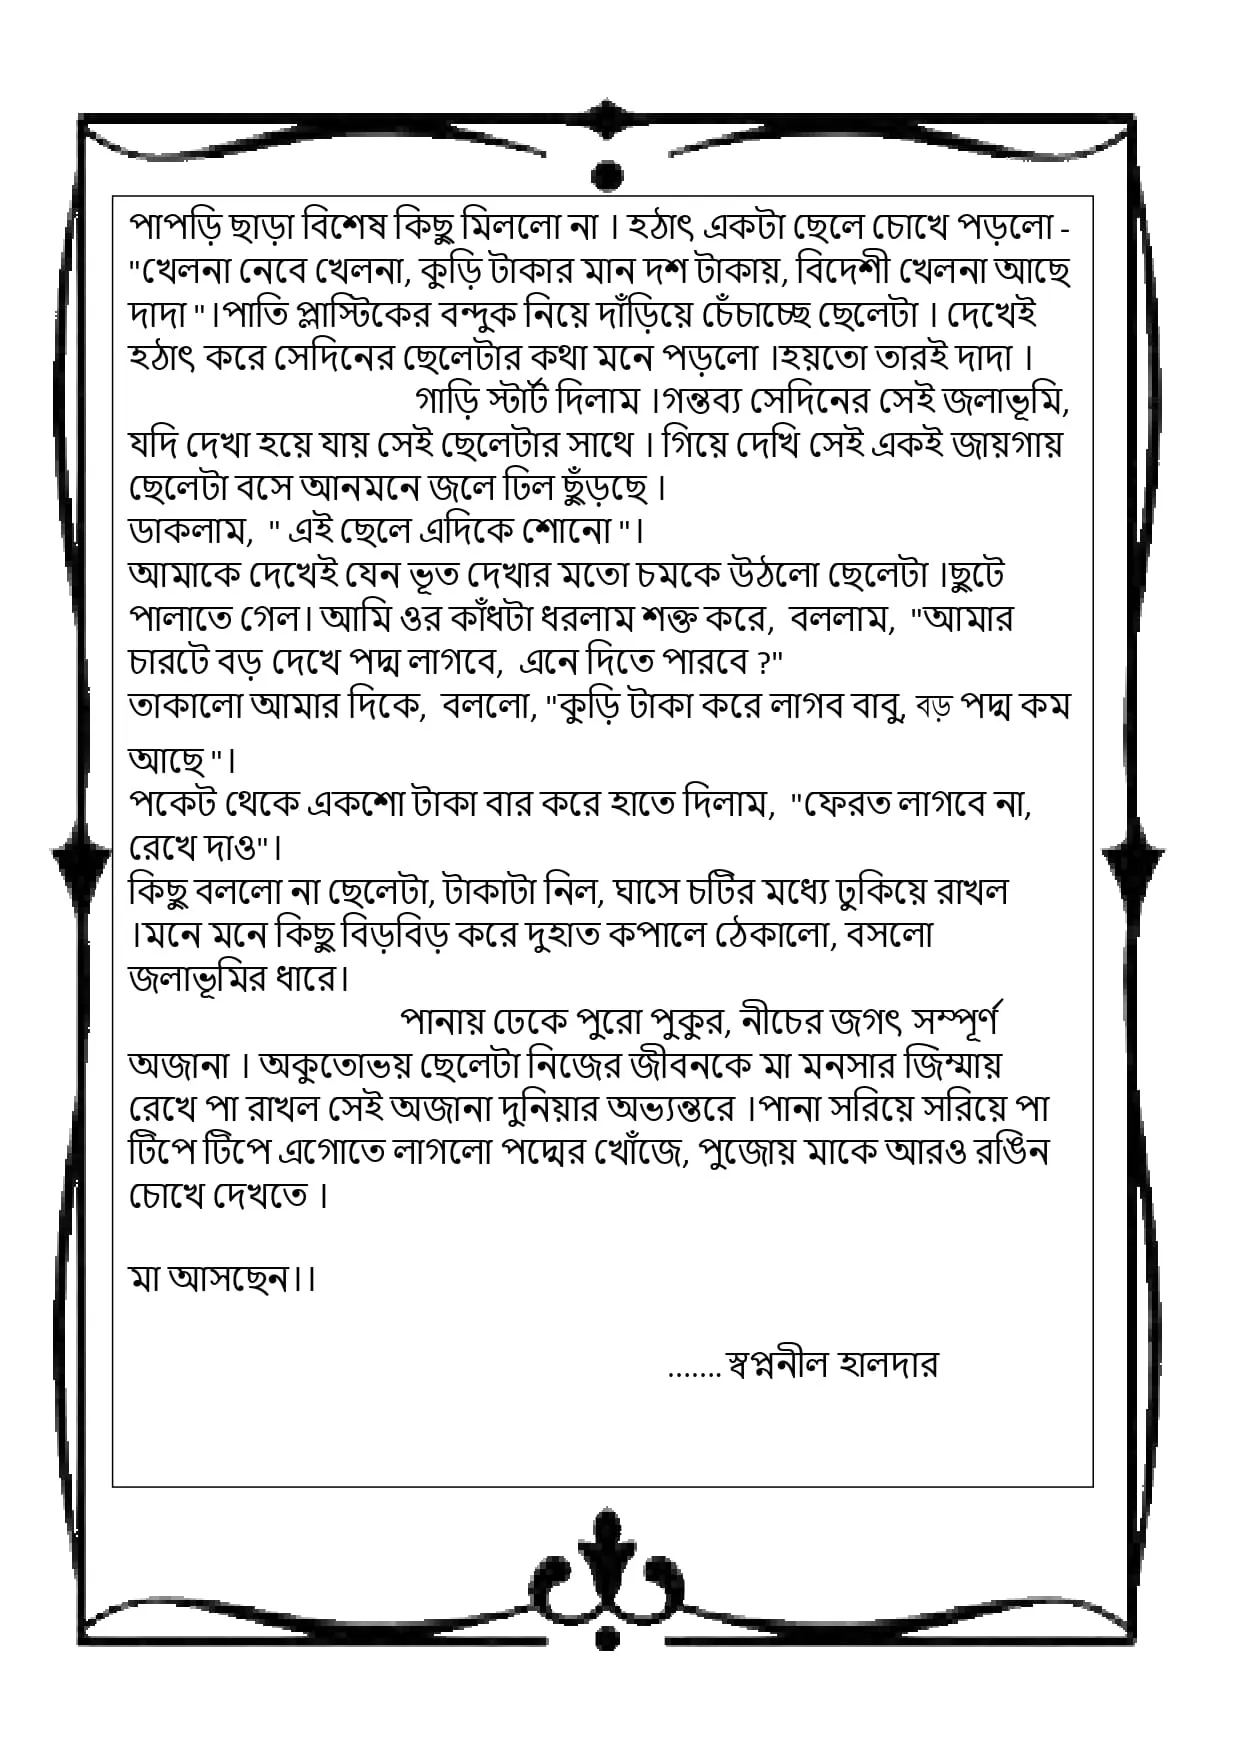 পাপড়ি ছাড়া বিশেষ কিছু মিললো না । হঠাৎ একটা ছেলে চোখে পড়লো -
"খেলনা নেবে খেলনা, কুড়ি টাকার মান দশ টাকায়, বিদেশী খেলনা আছে
দাদা "।পাতি প্লাস্টিকের বন্দুক নিয়ে দাঁড়িয়ে চেঁচাচ্ছে ছেলেটা । দেখেই
হঠাৎ করে সেদিনের ছেলেটার কথা মনে পড়লো ।হয়তো তারই দাদা ।
গাড়ি স্টার্ট দিলাম ।গন্তব্য সেদিনের সেই জলাভূমি,
যদি দেখা হয়ে যায় সেই ছেলেটার সাথে । গিয়ে দেখি সেই একই জায়গায়
ছেলেটা বসে আনমনে জলে ঢিল ছুঁড়ছে ।
ডাকলাম, " এই ছেলে এদিকে শোনো "।
আমাকে দেখেই যেন ভূত দেখার মতো চমকে উঠলো ছেলেটা ।ছুটে
পালাতে গেল। আমি ওর কাঁধটা ধরলাম শক্ত করে, বললাম, "আমার
চারটে বড় দেখে পদ্ম লাগবে, এনে দিতে পারবে ?"
তাকালো আমার দিকে, বললো, "কুড়ি টাকা করে লাগব বাবু, বড় পদ্ম কম
আছে "।
পকেট থেকে একশো টাকা বার করে হাতে দিলাম, "ফেরত লাগবে না,
রেখে দাও"।
কিছু বললো না ছেলেটা, টাকাটা নিল, ঘাসে চটির মধ্যে ঢুকিয়ে রাখল
।মনে মনে কিছু বিড়বিড় করে দুহাত কপালে ঠেকালো, বসলো
জলাভূমির ধারে।
পানায় ঢেকে পুরো পুকুর, নীচের জগৎ সম্পূর্ণ
অজানা । অকুতোভয় ছেলেটা নিজের জীবনকে মা মনসার জিম্মায়
রেখে পা রাখল সেই অজানা দুনিয়ার অভ্যন্তরে ।পানা সরিয়ে সরিয়ে পা
টিপে টিপে এগোতে লাগলো পদ্মের খোঁজে, পুজোয় মাকে আরও রঙিন
চোখে দেখতে ।
মা আসছেন।।
.......স্বপ্ননীল হালদার